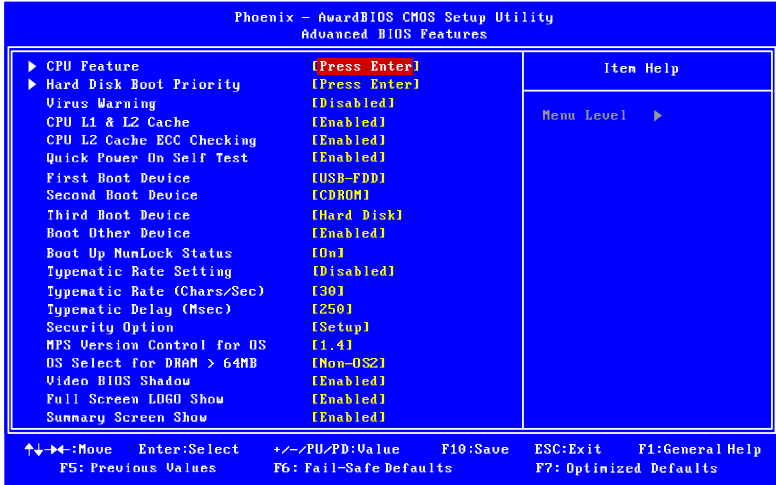 Phoenix – AwardBIOS CMOS Setup Utility
Advanced BIOS Features
CPU Feature [Press Enter]
Hard Disk Boot Priority [Press Enter]
Virus Warning [Disabled]
CPU L1 & L2 Cache [Enabled]
CPU L2 Cache ECC Checking [Enabled]
Quick Power On Self Test [Enabled]
First Boot Device [USB-FDD]
Second Boot Device [CDROM]
Third Boot Device [Hard Disk]
Boot Other Device [Enabled]
Boot Up NumLock Status [On]
Typematic Rate Setting [Disabled]
Typematic Rate (Chars/Sec) [30]
Typematic Delay (Msec) [250]
Security Option [Setup]
MPS Version Control for OS [1.4]
OS Select for DRAM > 64MB [Non-OS2]
Video BIOS Shadow [Enabled]
Full Screen LOGO Show [Enabled]
Summary Screen Show [Enabled]
Item Help
Menu Level
↑↓→←:Move Enter:Select +/-/PU/PD:Value F10:Save ESC:Exit F1:General Help
F5: Previous Values F6: Fail-Safe Defaults F7: Optimized Defaults